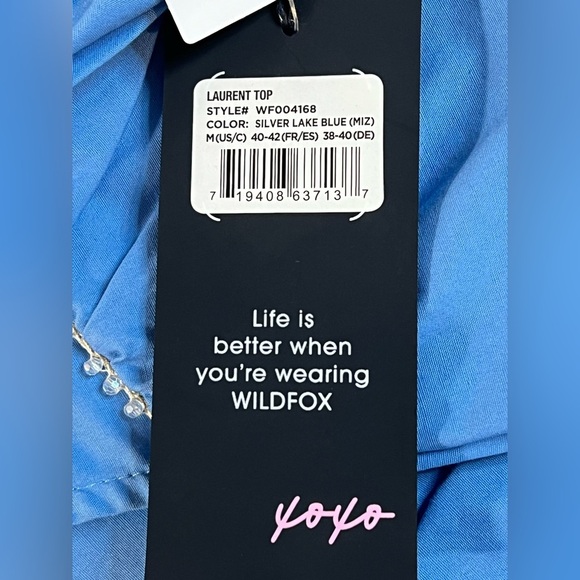 LAURENT TOP
STYLE# WF004168
COLOR: SILVER LAKE BLUE (MIZ)
M(US/C) 40-42(FR/ES) 38-40(DE)
7 19408 63713 7
Life is
better when
you're wearing
WILDFOX
xoxo